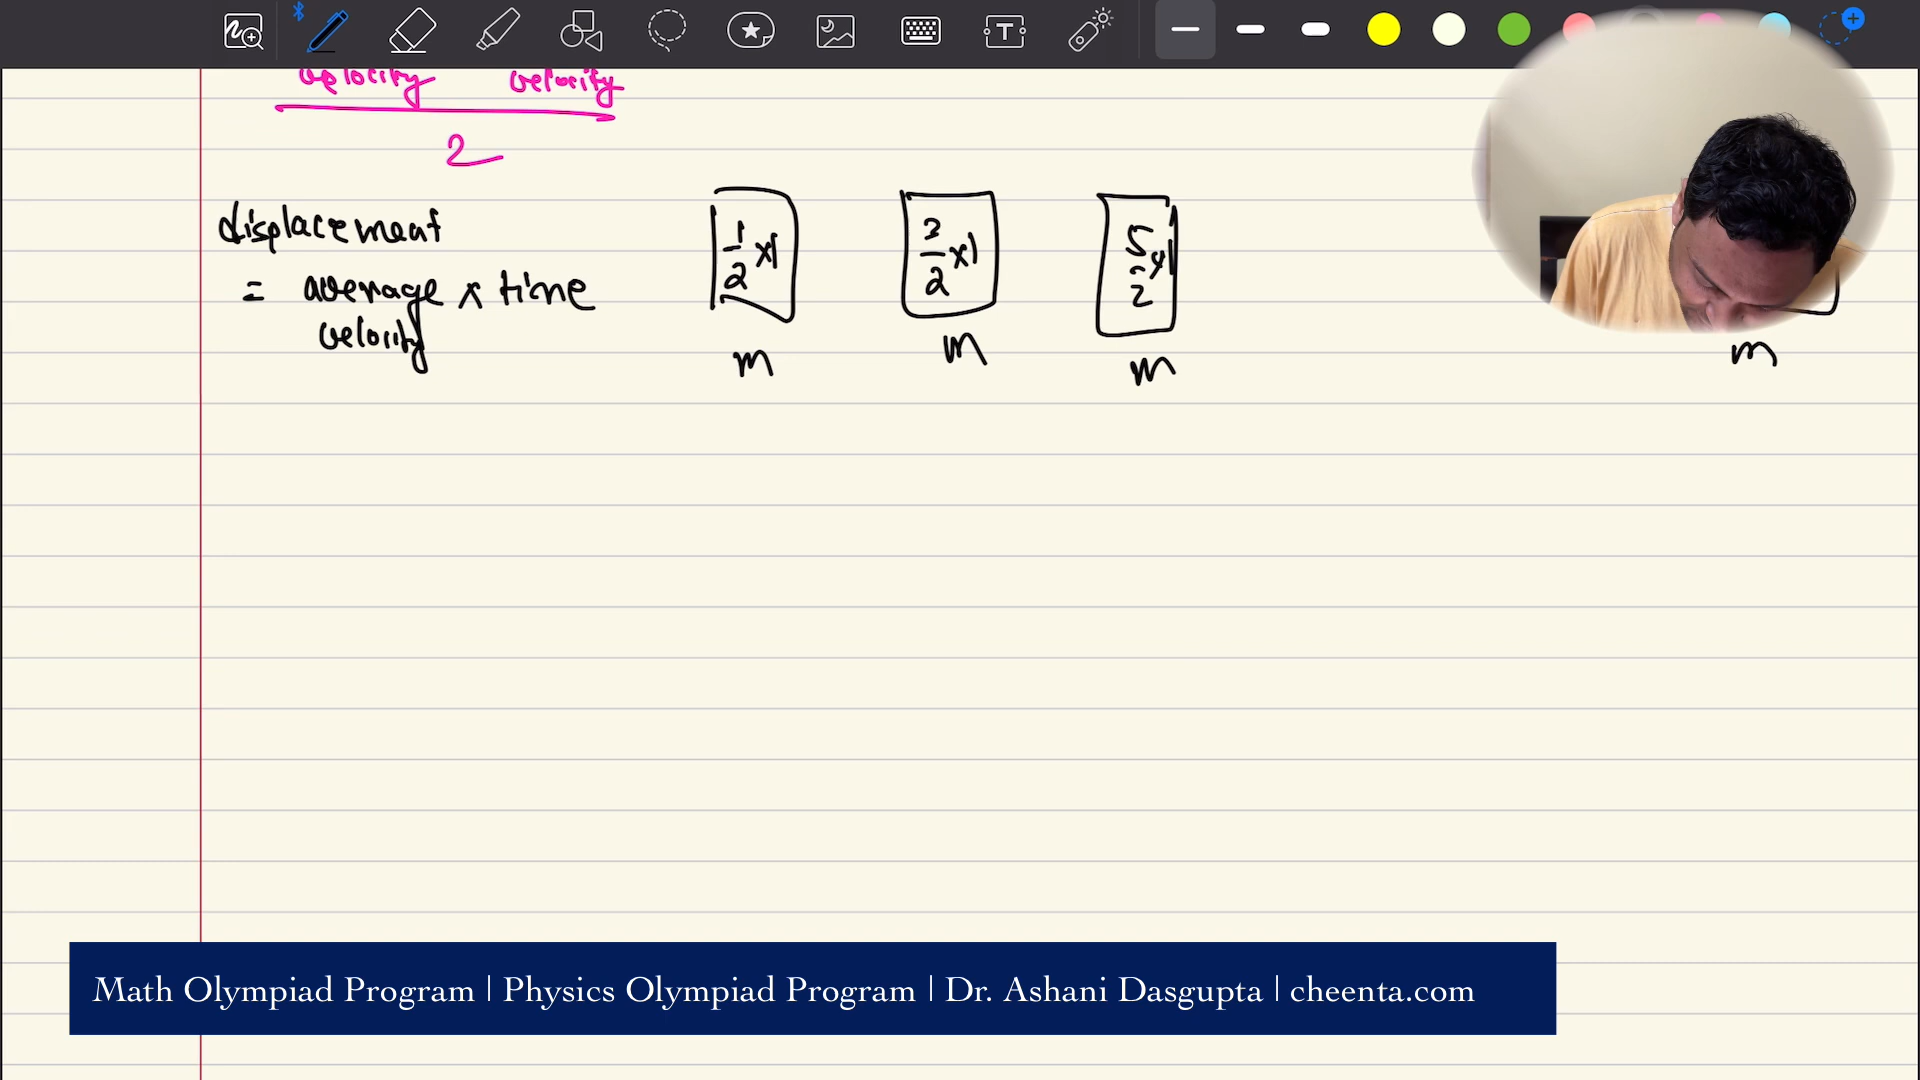 velocity velocity
2
displacement
= average × time
velocity
1/2 ×1
3/2 ×1
5/2 ×1
m m m m
Math Olympiad Program | Physics Olympiad Program | Dr. Ashani Dasgupta | cheenta.com